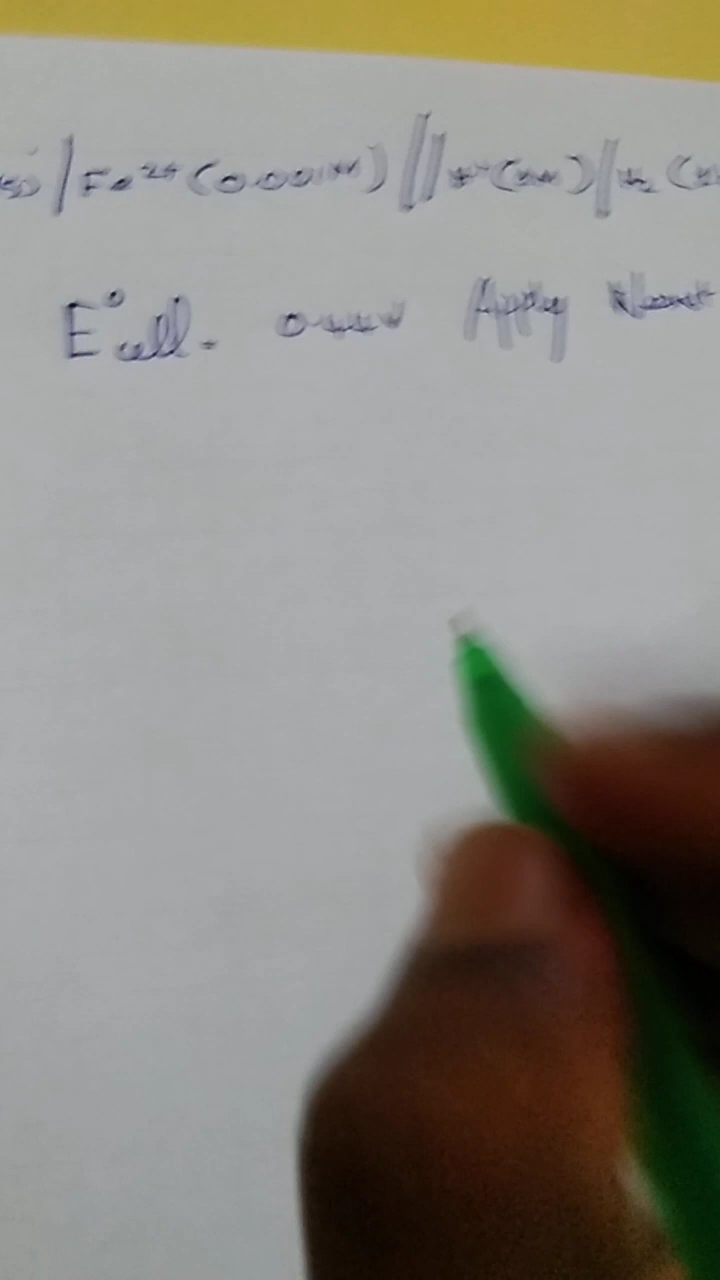 (s) / Fe²⁺ (0.001M) // H⁺ (1M) / H₂ (
E°cell = 0.44V Apply